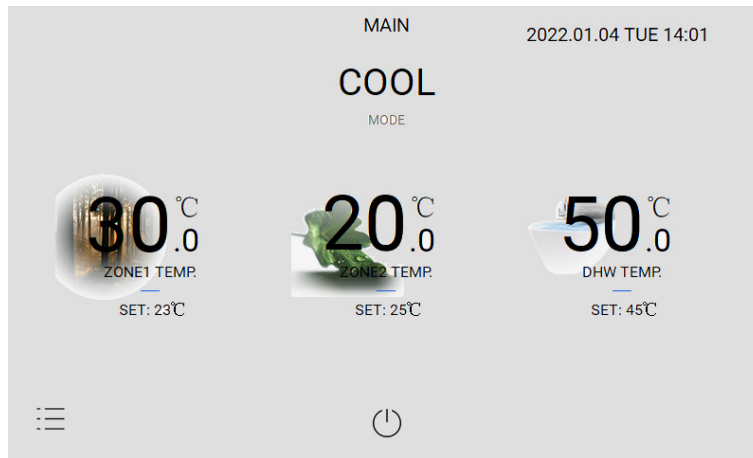 MAIN
2022.01.04 TUE 14:01
COOL
MODE
30.0℃
ZONE1 TEMP.
SET: 23℃
20.0℃
ZONE2 TEMP.
SET: 25℃
50.0℃
DHW TEMP.
SET: 45℃